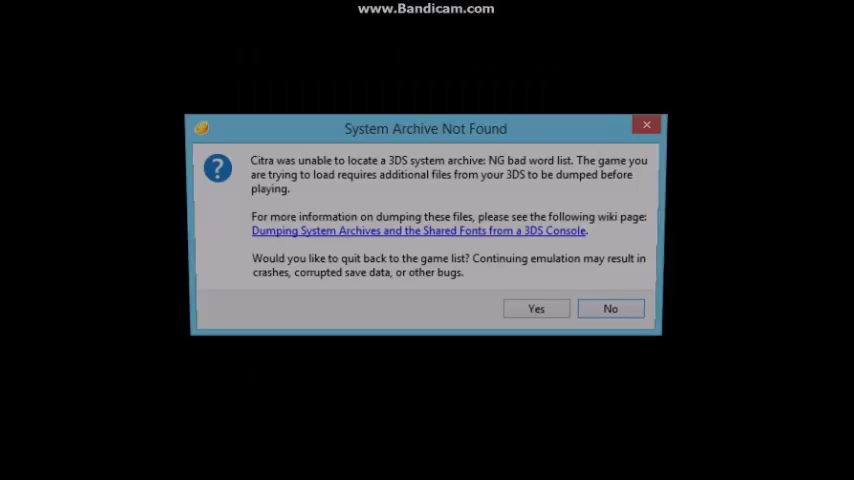 www.Bandicam.com
System Archive Not Found
Citra was unable to locate a 3DS system archive: NG bad word list. The game you
are trying to load requires additional files from your 3DS to be dumped before
playing.
For more information on dumping these files, please see the following wiki page:
Dumping System Archives and the Shared Fonts from a 3DS Console.
Would you like to quit back to the game list? Continuing emulation may result in
crashes, corrupted save data, or other bugs.
Yes No